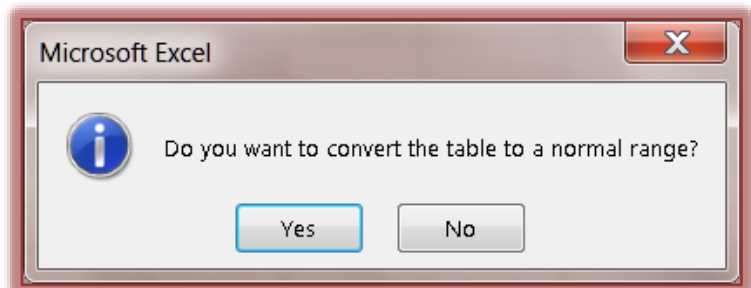 Microsoft Excel
Do you want to convert the table to a normal range?
Yes
No